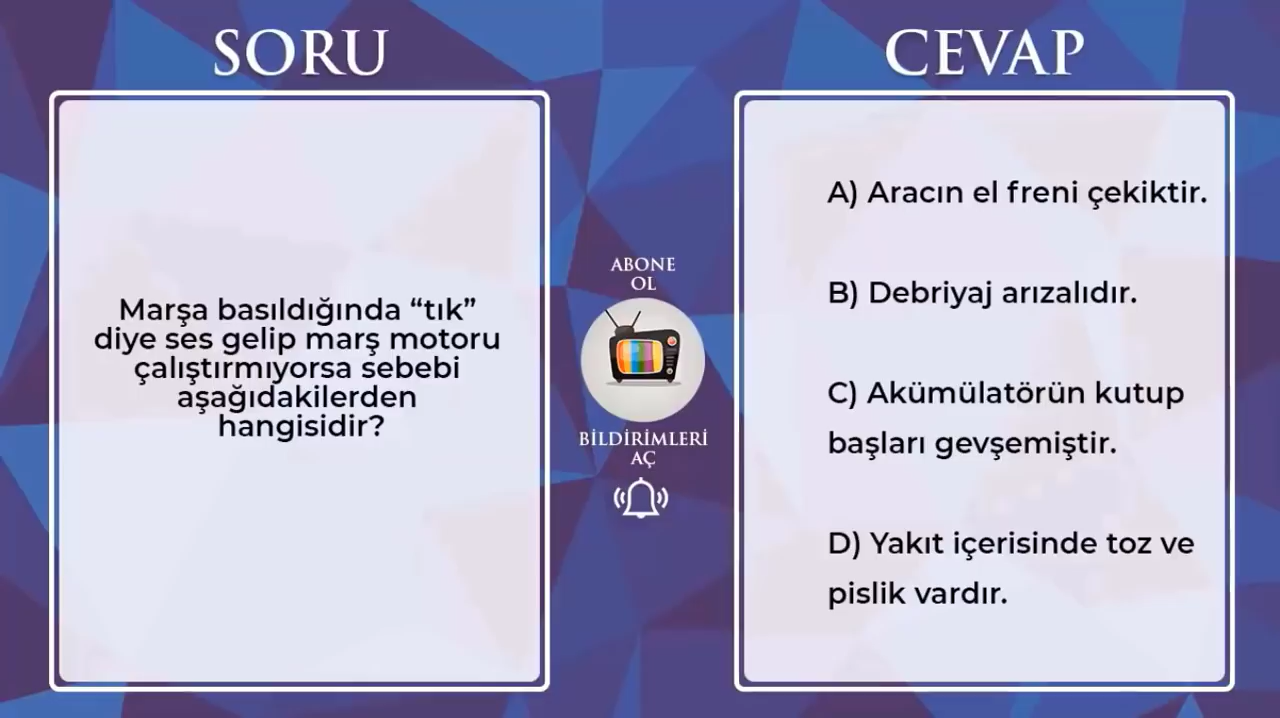 SORU
Marşa basıldığında “tık”
diye ses gelip marş motoru
çalıştırmıyorsa sebebi
aşağıdakilerden
hangisidir?
ABONE
OL
BİLDİRİMLERİ
AÇ
CEVAP
A) Aracın el freni çekiktir.
B) Debriyaj arızalıdır.
C) Akümülatörün kutup
başları gevşemiştir.
D) Yakıt içerisinde toz ve
pislik vardır.